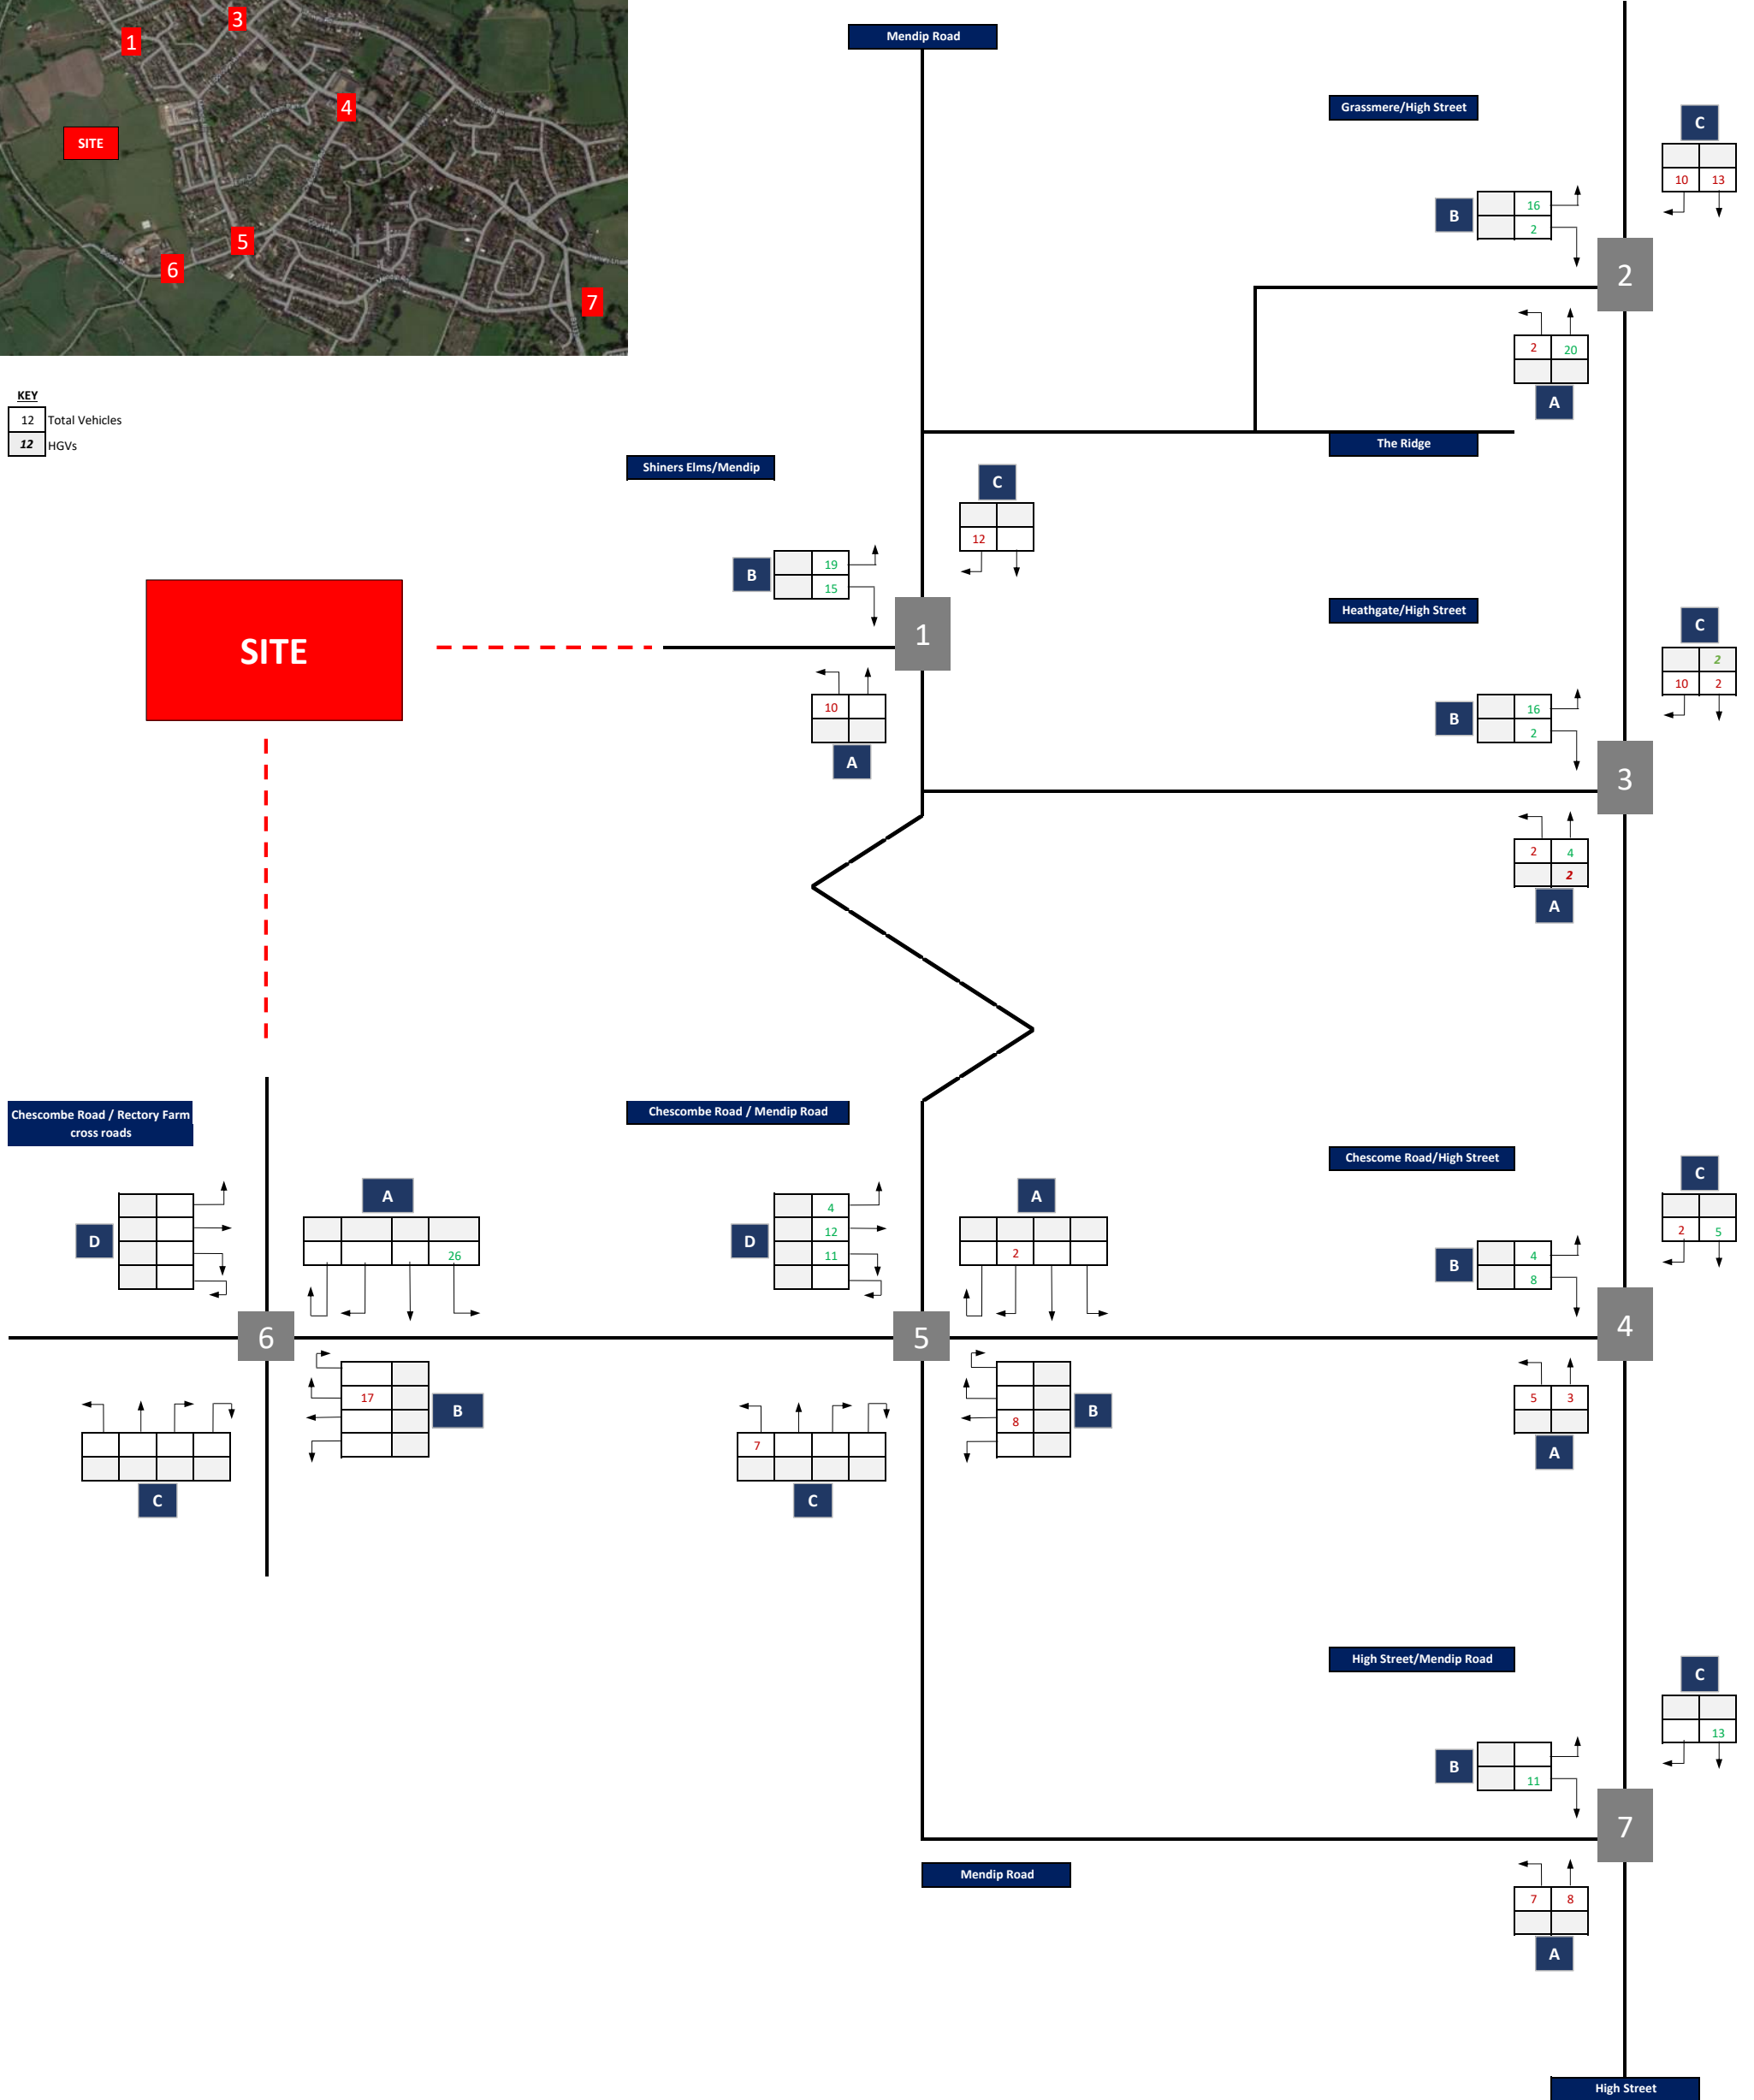 3
1
4
SITE
5
6
7
KEY
12 Total Vehicles
12 HGVs
Mendip Road
Grassmere/High Street
C
10 13
B
16
2
2
2 20
A
The Ridge
Shiners Elms/Mendip
C
12
B
19
15
SITE
1
10
A
Heathgate/High Street
C
2
10 2
B
16
2
3
2 4
2
A
Chescombe Road / Rectory Farm
cross roads
D
A
26
6
17
B
C
Chescombe Road / Mendip Road
D
4
12
11
A
2
5
8
B
7
C
Chescome Road/High Street
C
2 5
B
4
8
4
5 3
A
High Street/Mendip Road
C
13
B
11
7
Mendip Road
7 8
A
High Street